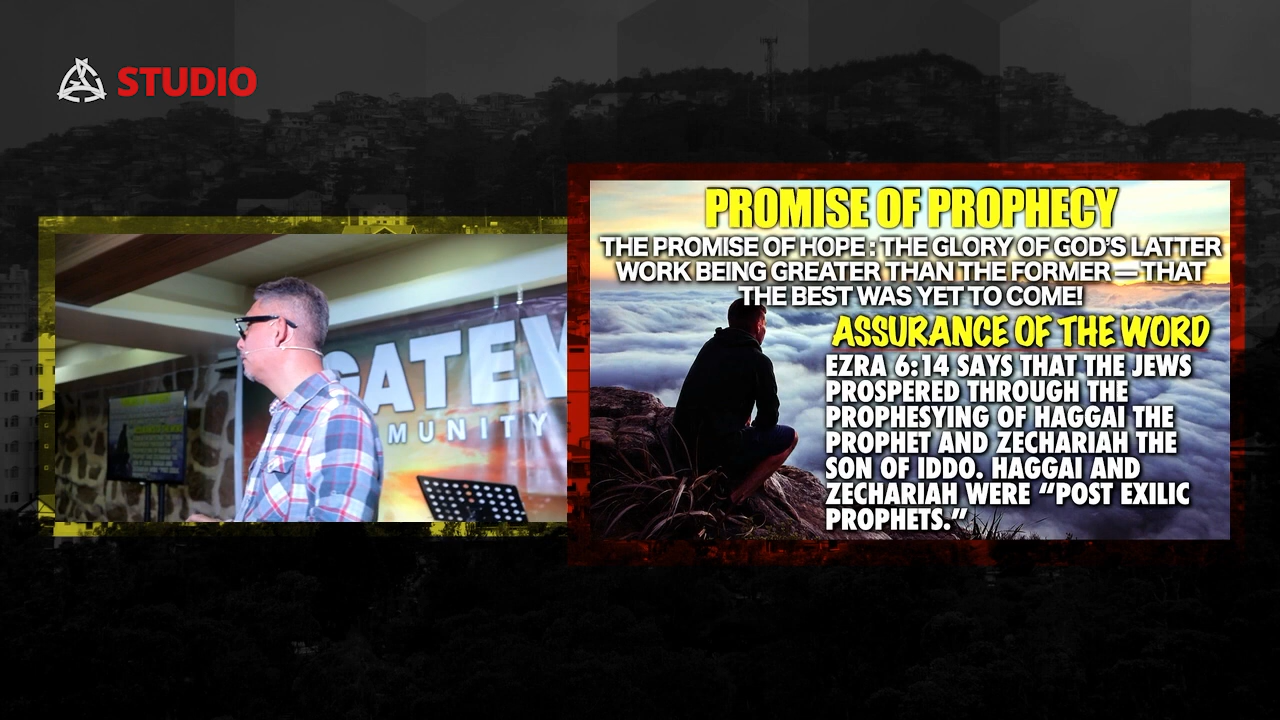 STUDIO
GATEW
MUNITY
PROMISE OF PROPHECY
THE PROMISE OF HOPE : THE GLORY OF GOD'S LATTER
WORK BEING GREATER THAN THE FORMER — THAT
THE BEST WAS YET TO COME!
ASSURANCE OF THE WORD
EZRA 6:14 SAYS THAT THE JEWS
PROSPERED THROUGH THE
PROPHESYING OF HAGGAI THE
PROPHET AND ZECHARIAH THE
SON OF IDDO. HAGGAI AND
ZECHARIAH WERE “POST EXILIC
PROPHETS.”